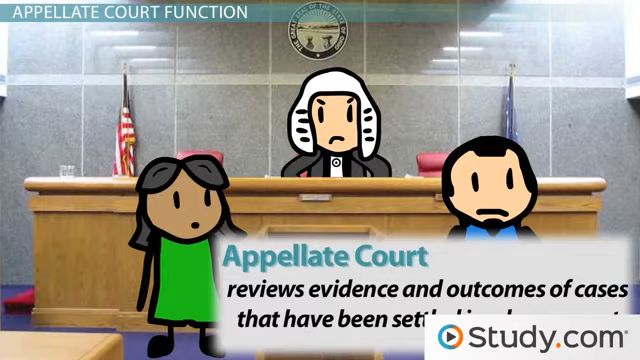 APPELLATE COURT FUNCTION
Appellate Court
reviews evidence and outcomes of cases
that have been
Study.com